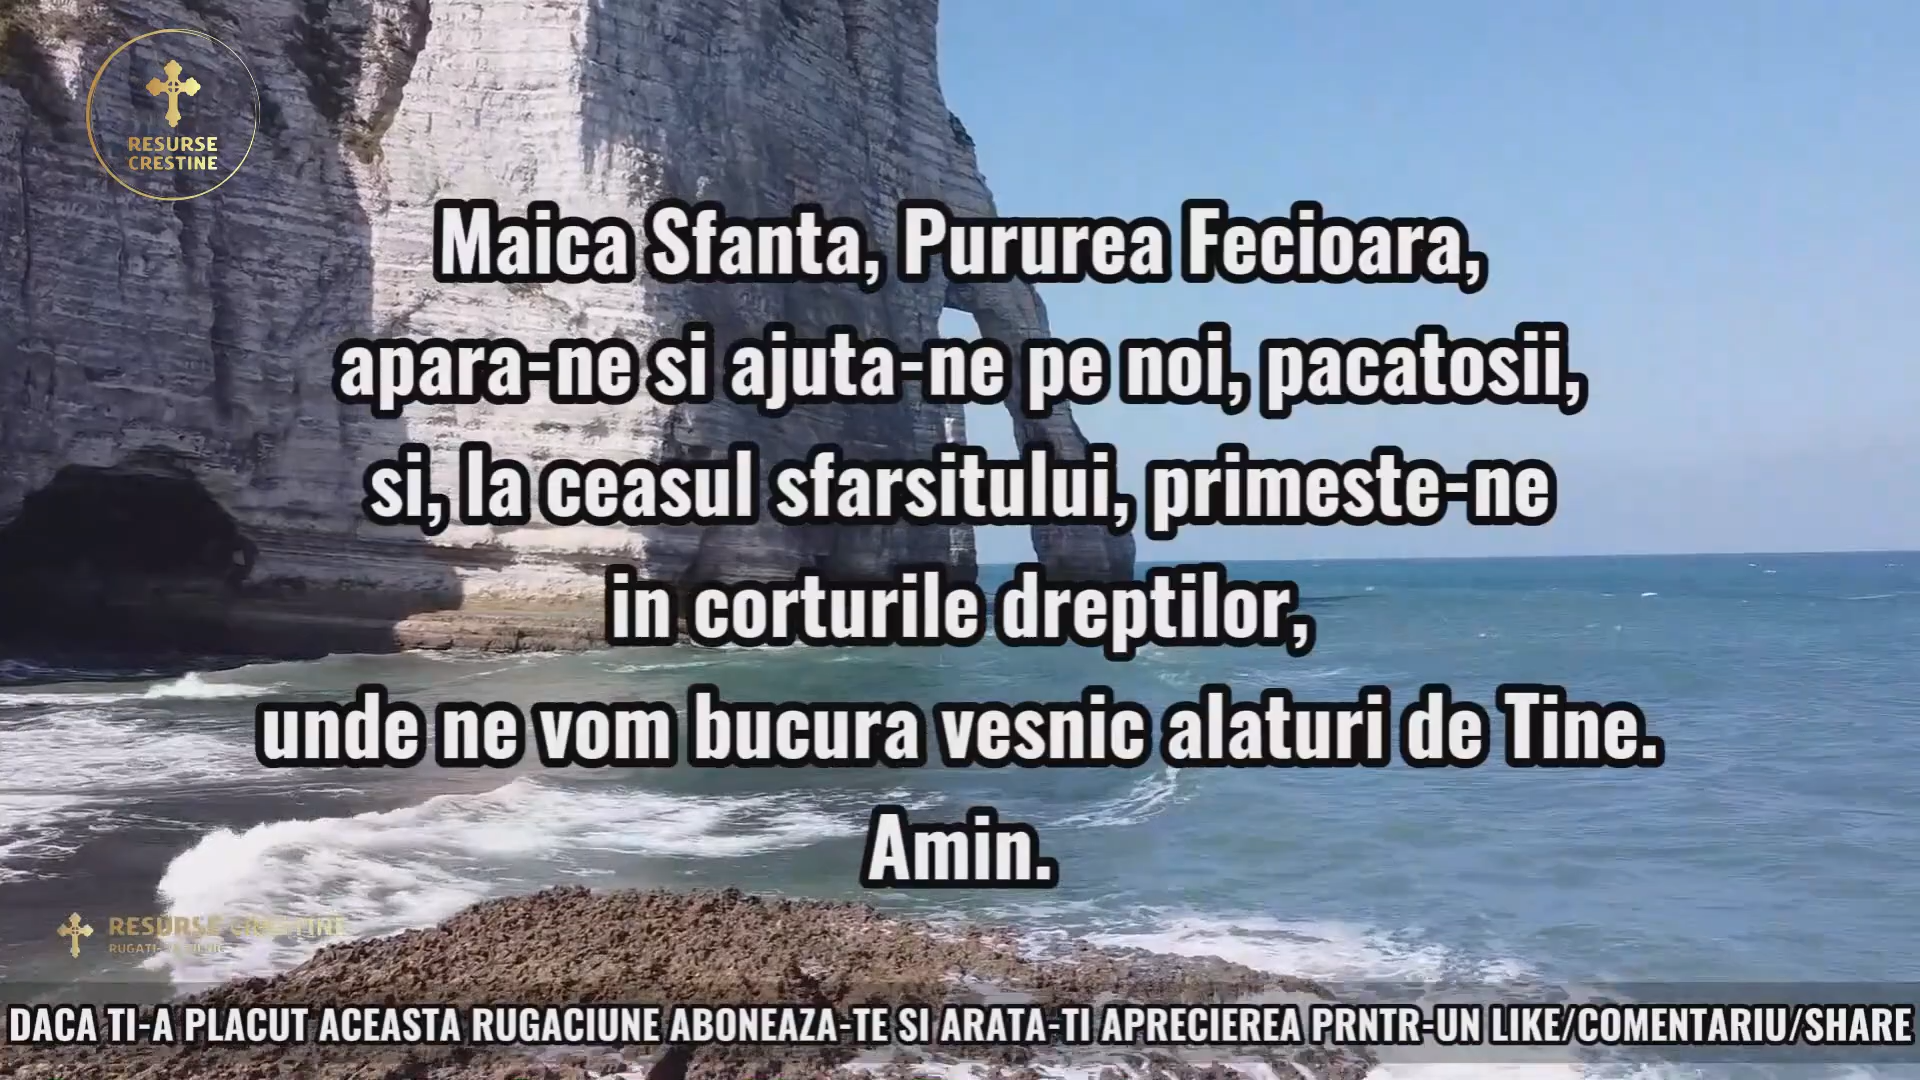 RESURSE
CRESTINE
Maica Sfanta, Pururea Fecioara,
apara-ne si ajuta-ne pe noi, pacatosii,
si, la ceasul sfarsitului, primeste-ne
in corturile dreptilor,
unde ne vom bucura vesnic alaturi de Tine.
Amin.
RESURSE CRESTINE
DACA TI-A PLACUT ACEASTA RUGACIUNE ABONEAZA-TE SI ARATA-TI APRECIEREA PRNTR-UN LIKE/COMENTARIU/SHARE